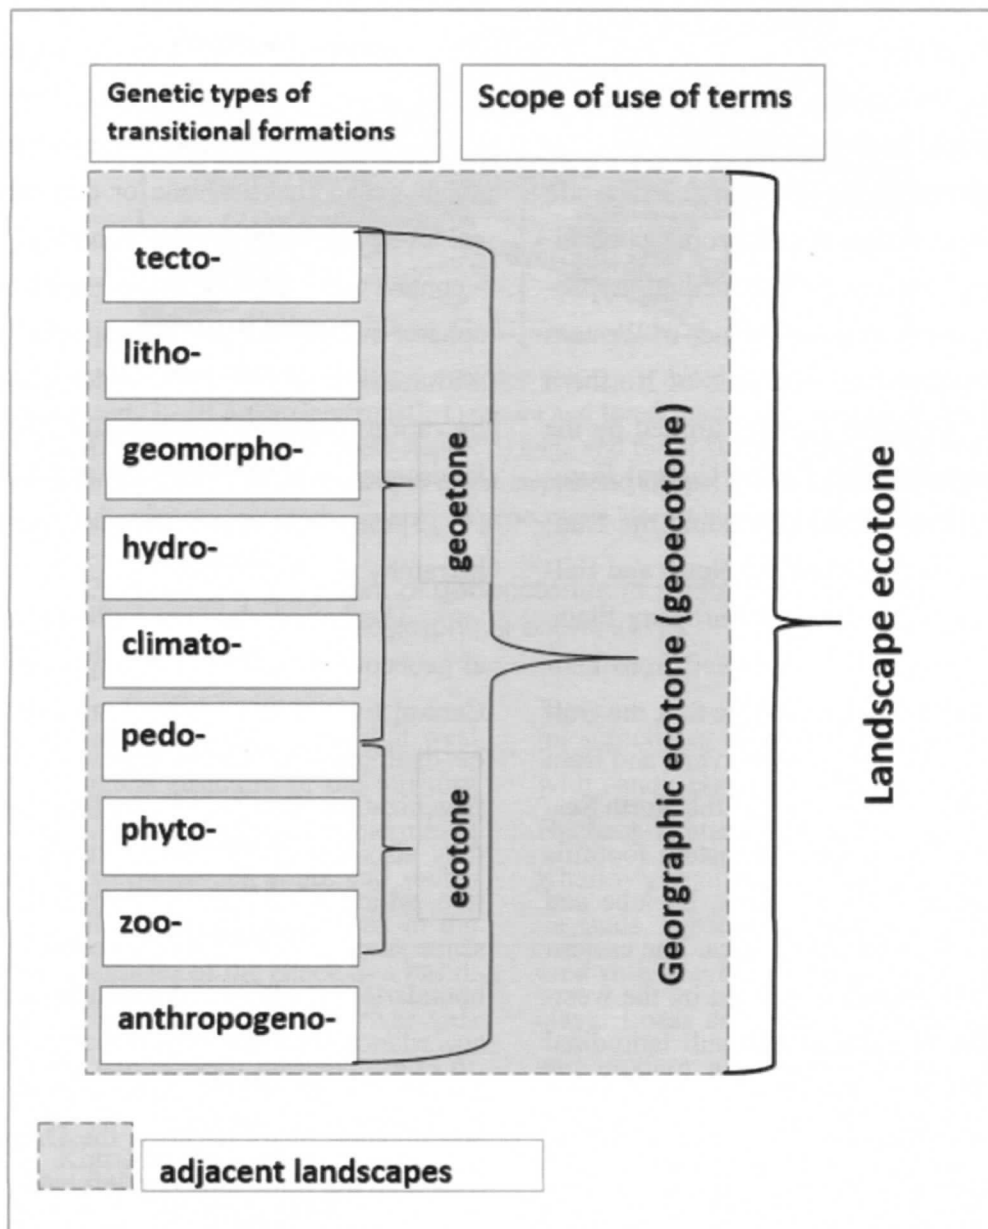 Genetic types of
transitional formations
Scope of use of terms
tecto-
litho-
geomorpho-
hydro-
climato-
pedo-
phyto-
zoo-
anthropogeno-
geoetone
ecotone
Georgraphic ecotone (geoecotone)
Landscape ecotone
adjacent landscapes